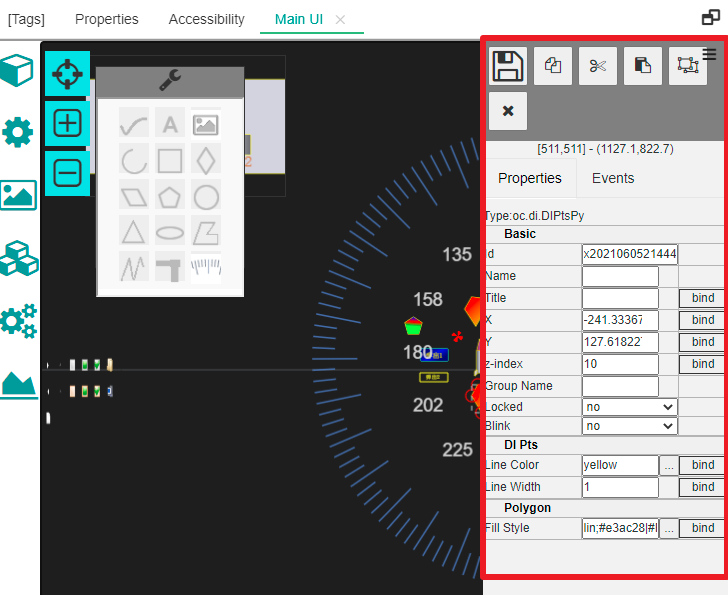 [Tags] Properties Accessibility Main UI
[511,511] - (1127.1,822.7)
Properties Events
Type:oc.di.DIPtsPy
Basic
Id x2021060521444
Name
Title bind
X -241.33367 bind
Y 127.61822 bind
z-index 10 bind
Group Name
Locked no
Blink no
DI Pts
Line Color yellow ... bind
Line Width 1 bind
Polygon
Fill Style lin;#e3ac28|#l ... bind
A
2
135
158
180
202
225